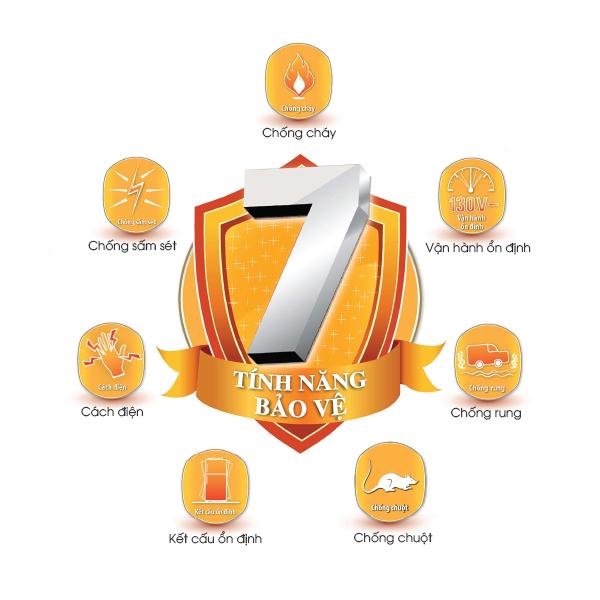 Chống cháy
Chống cháy
Chống sấm sét
Chống sấm sét
130V~
Vận hành
ổn định
Vận hành ổn định
7
TÍNH NĂNG
BẢO VỆ
Cách điện
Cách điện
Chống rung
Chống rung
Kết cấu ổn định
Kết cấu ổn định
Chống chuột
Chống chuột